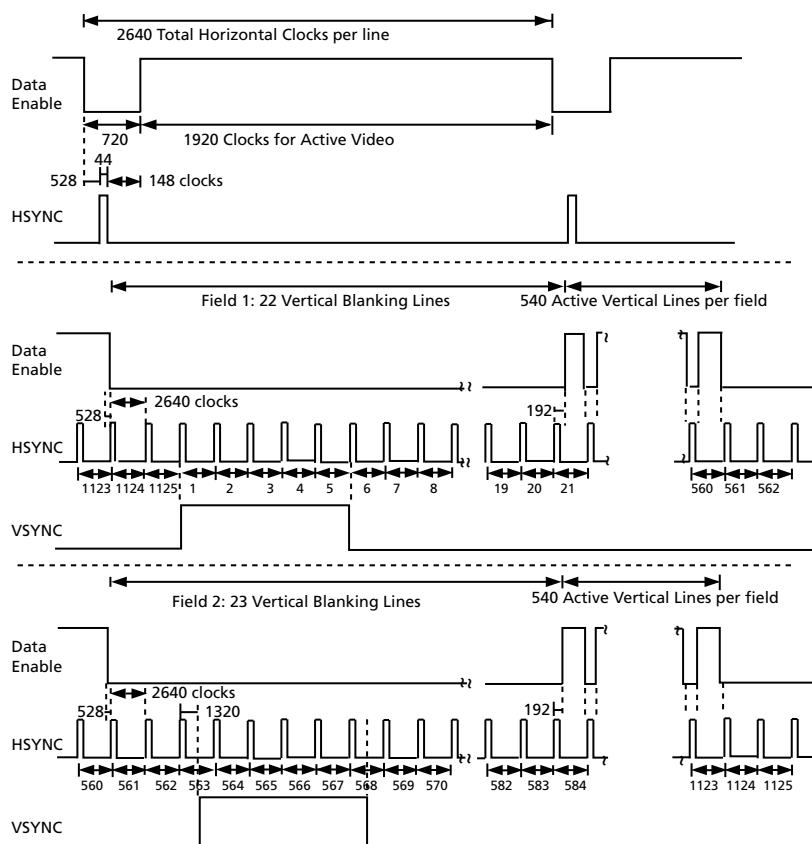 2640 Total Horizontal Clocks per line
Data
Enable
720
1920 Clocks for Active Video
44
528
148 clocks
HSYNC
Field 1: 22 Vertical Blanking Lines
540 Active Vertical Lines per field
Data
Enable
2640 clocks
528
192
HSYNC
1123 1124 1125 1 2 3 4 5 6 7 8 19 20 21 560 561 562
VSYNC
Field 2: 23 Vertical Blanking Lines
540 Active Vertical Lines per field
Data
Enable
2640 clocks
528
1320
192
HSYNC
560 561 562 563 564 565 566 567 568 569 570 582 583 584 1123 1124 1125
VSYNC